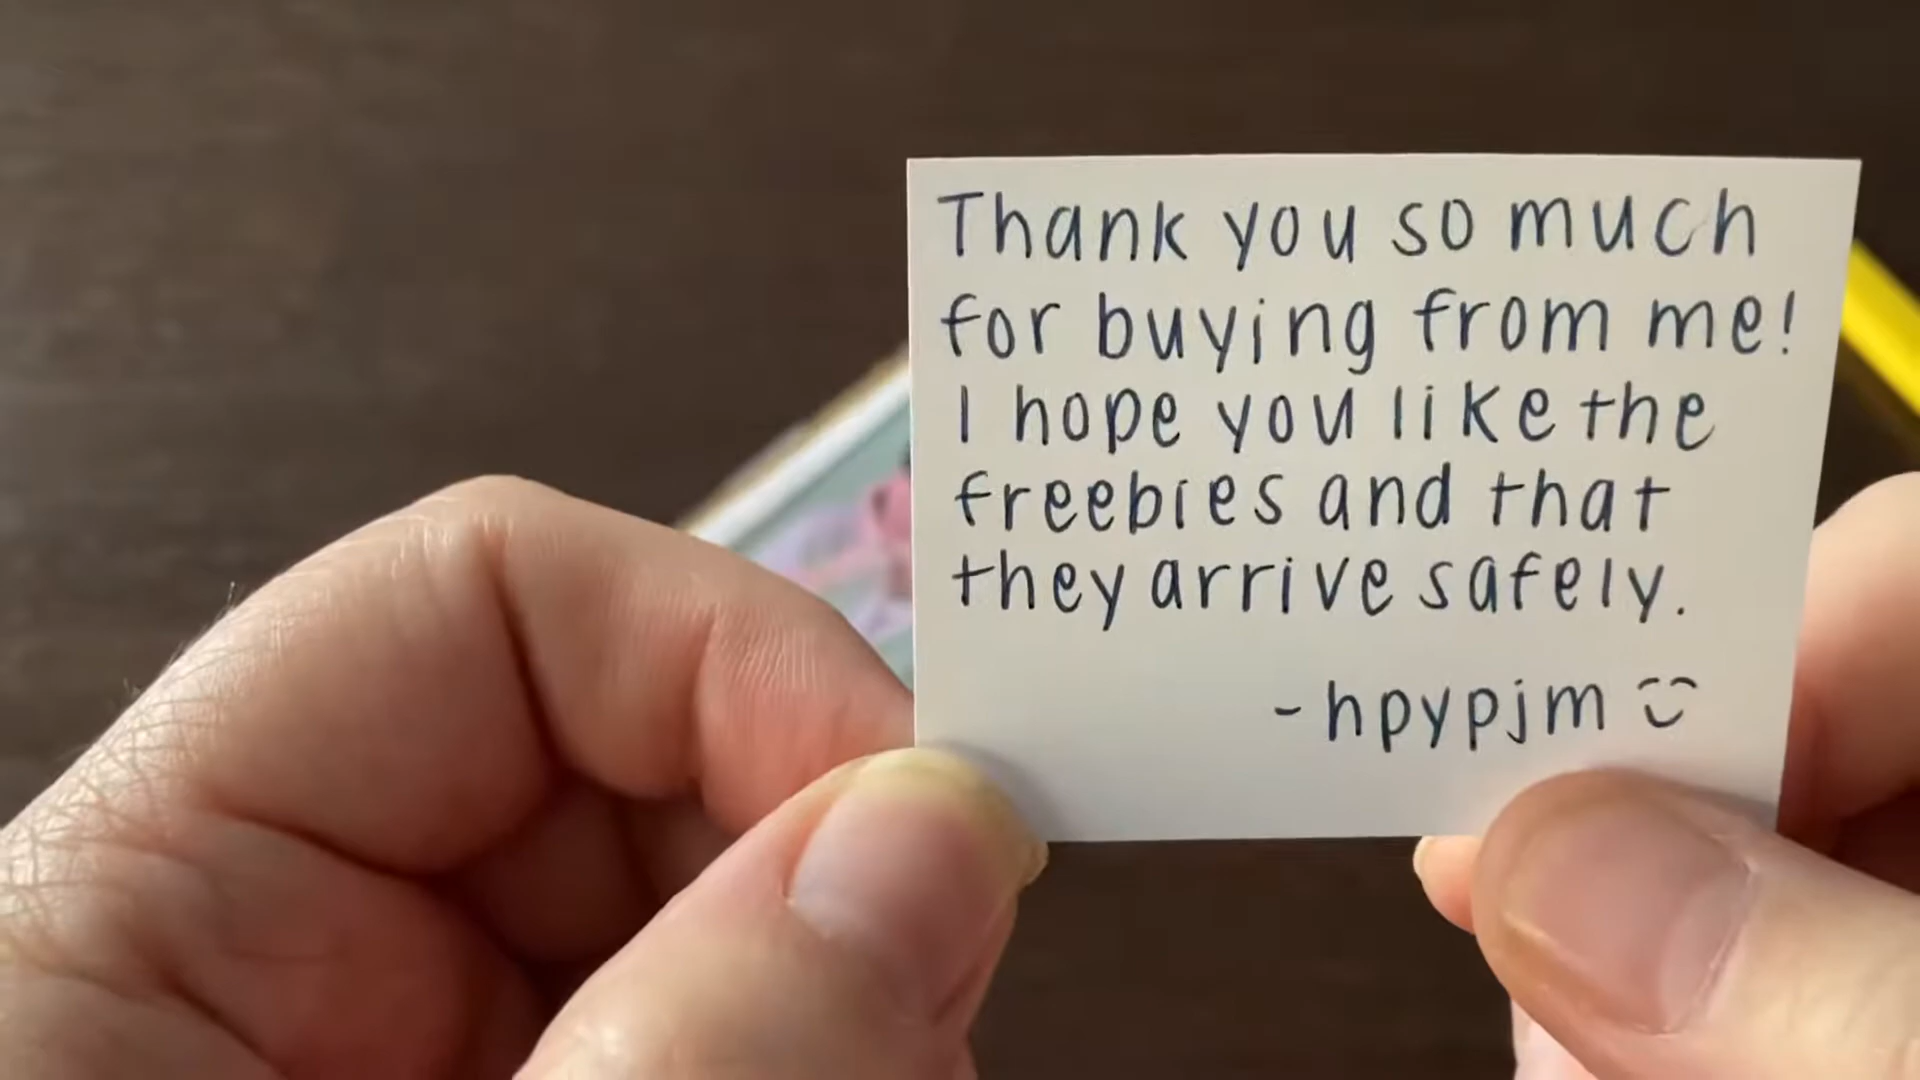 Thank you so much
for buying from me!
I hope you like the
freebies and that
they arrive safely.
-hpypjm